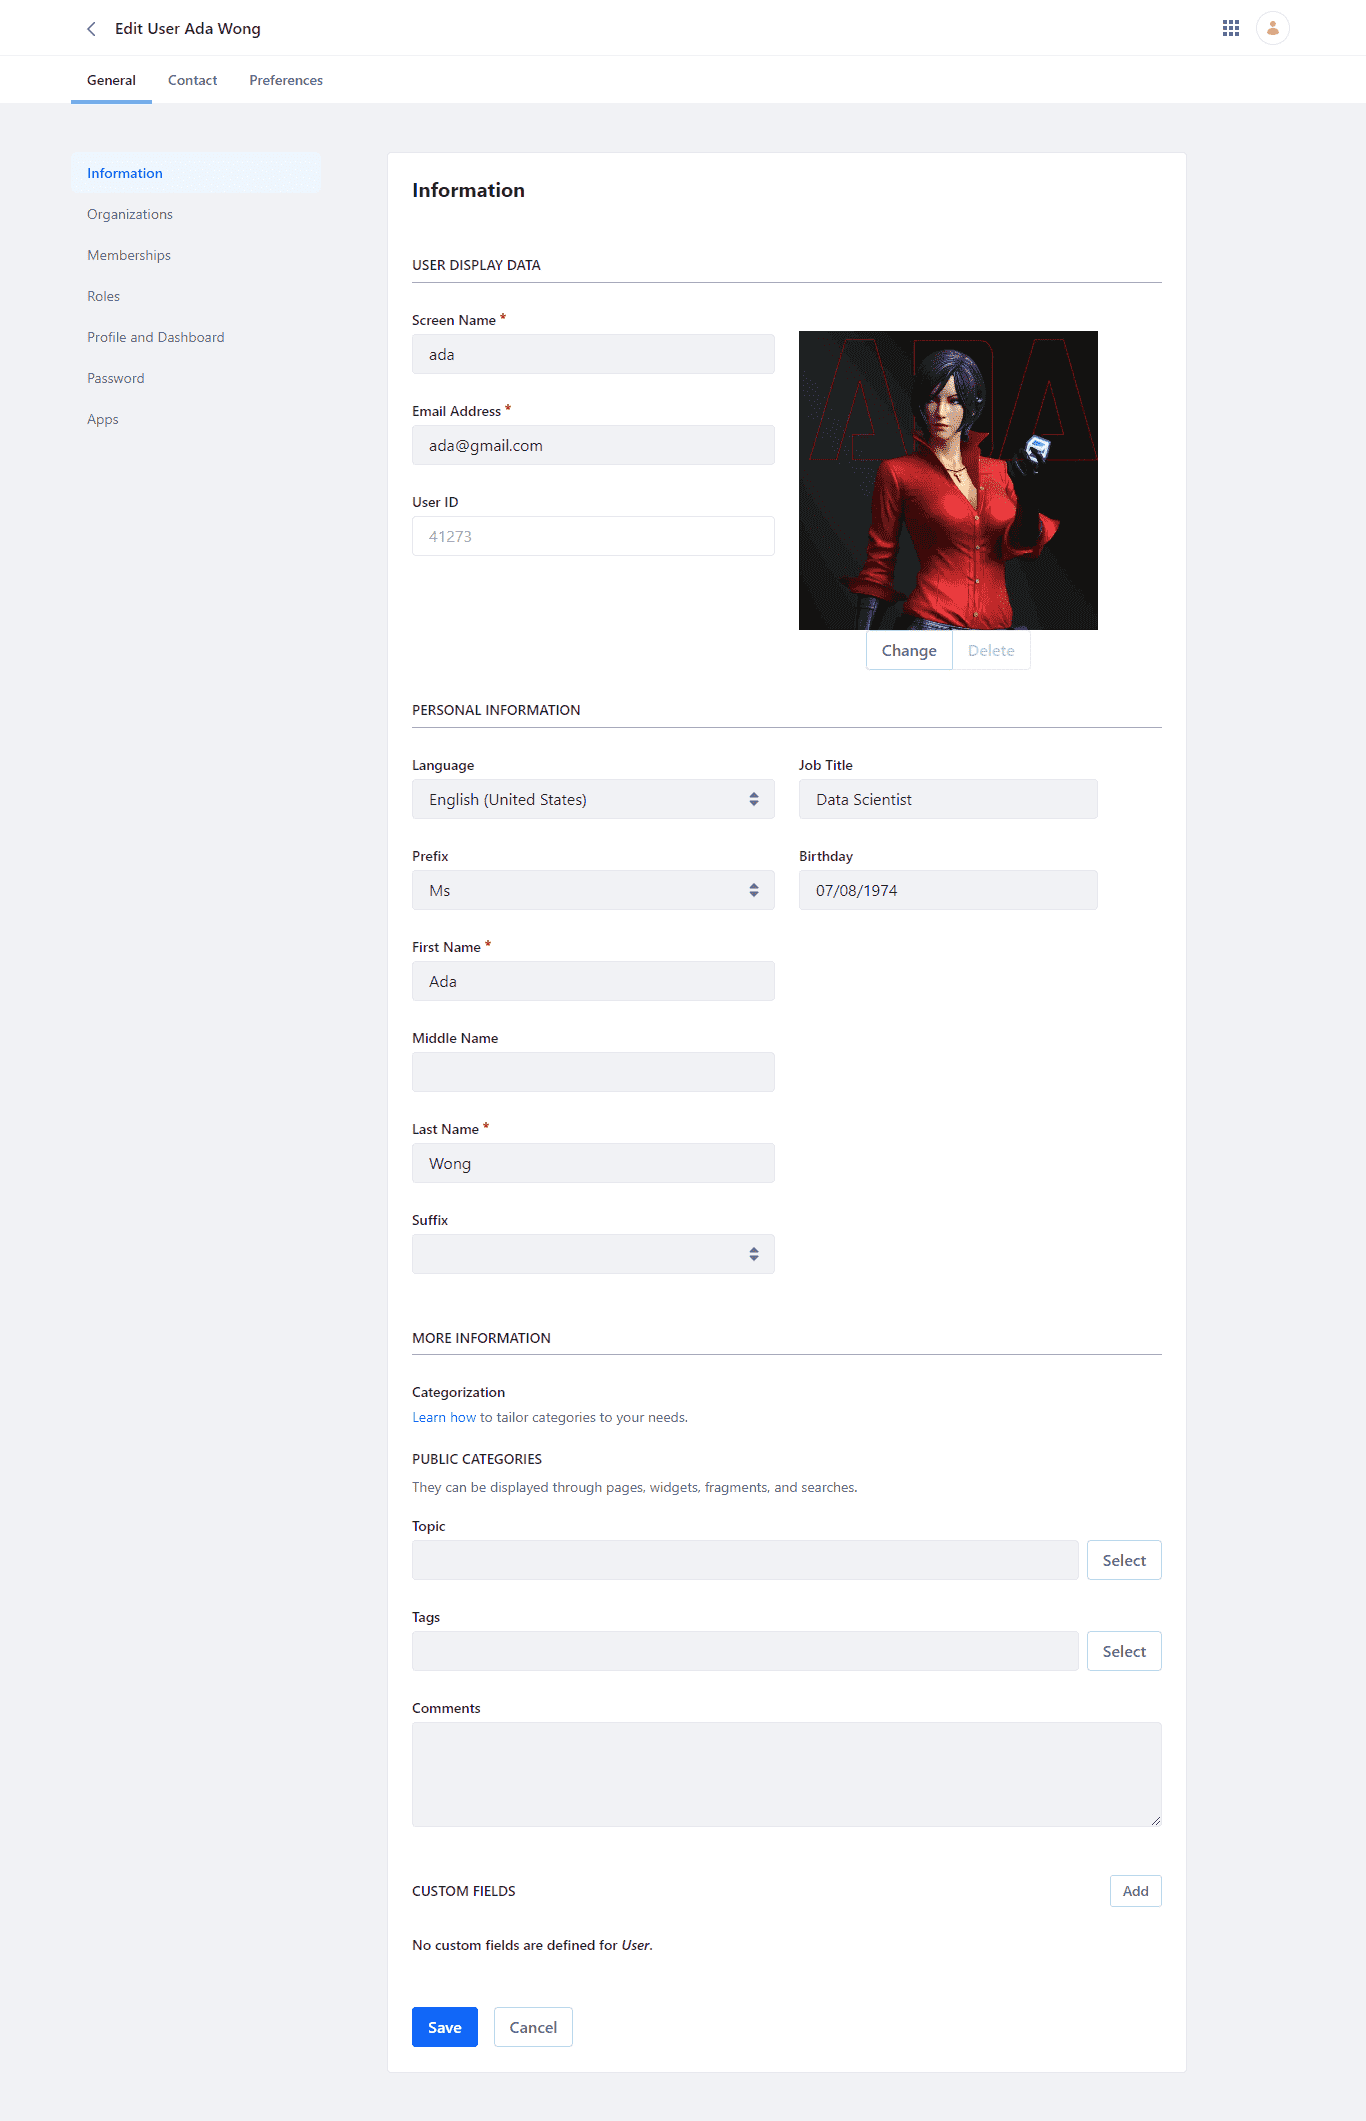 Edit User Ada Wong
General
Contact
Preferences
Information
Organizations
Memberships
Roles
Profile and Dashboard
Password
Apps
Information
USER DISPLAY DATA
Screen Name *
ada
Email Address *
ada@gmail.com
User ID
41273
ADA
Change
Delete
PERSONAL INFORMATION
Language
English (United States)
Job Title
Data Scientist
Prefix
Ms
Birthday
07/08/1974
First Name *
Ada
Middle Name
Last Name *
Wong
Suffix
MORE INFORMATION
Categorization
Learn how to tailor categories to your needs.
PUBLIC CATEGORIES
They can be displayed through pages, widgets, fragments, and searches.
Topic
Select
Tags
Select
Comments
CUSTOM FIELDS
Add
No custom fields are defined for User.
Save
Cancel